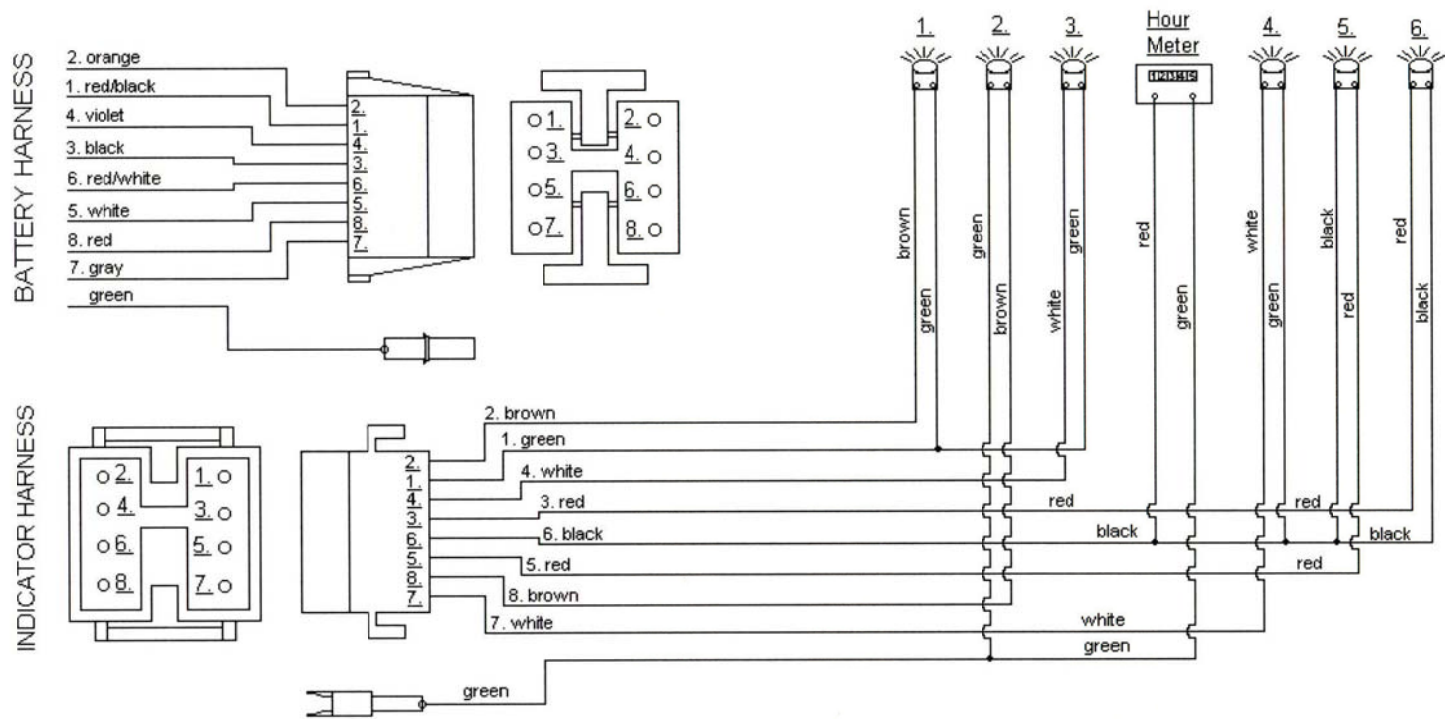 BATTERY HARNESS
2. orange
1. red/black
4. violet
3. black
6. red/white
5. white
8. red
7. gray
green
2.
1.
4.
3.
6.
5.
8.
7.
1. 2.
3. 4.
5. 6.
7. 8.
1. 2. 3. Hour Meter 4. 5. 6.
12345
brown
green
green
brown
white
green
red
green
white
green
black
red
red
black
INDICATOR HARNESS
2. 1.
4. 3.
6. 5.
8. 7.
2.
1.
4.
3.
6.
5.
8.
7.
2. brown
1. green
4. white
3. red red red
6. black black black
5. red red
8. brown
7. white white
green
green